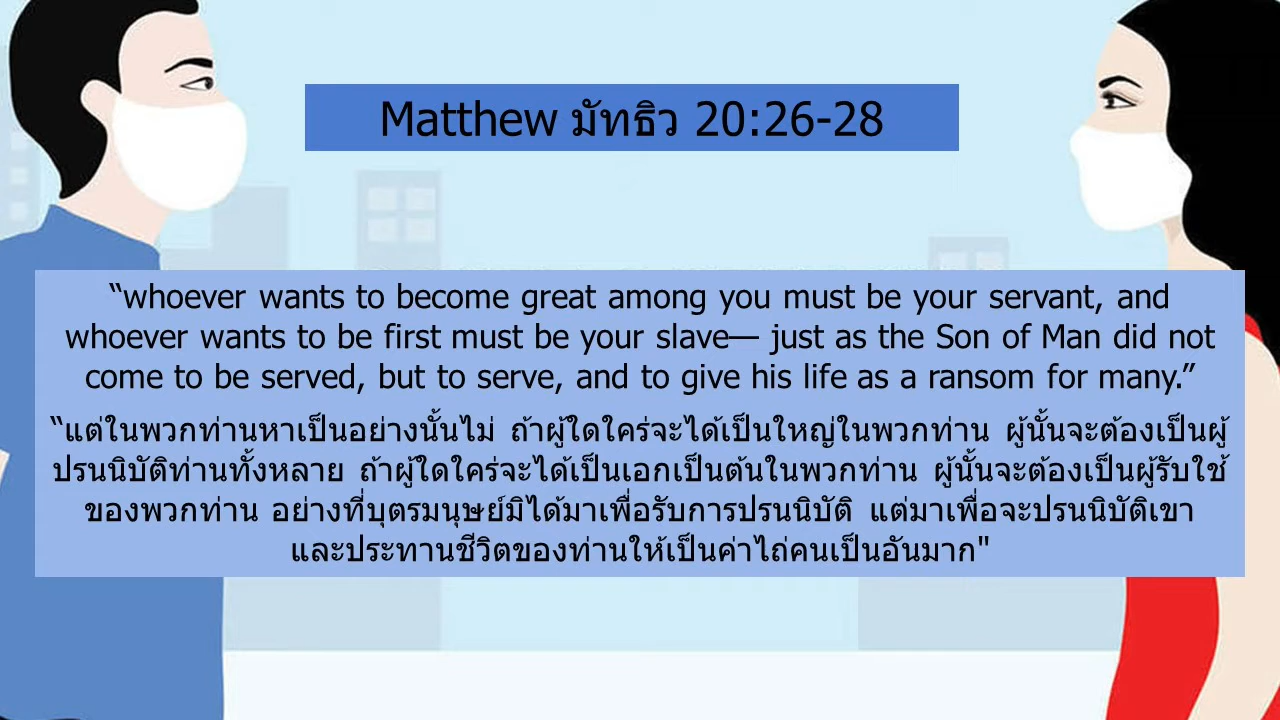 Matthew มัทธิว 20:26-28
“whoever wants to become great among you must be your servant, and
whoever wants to be first must be your slave— just as the Son of Man did not
come to be served, but to serve, and to give his life as a ransom for many.”
“แต่ในพวกท่านหาเป็นอย่างนั้นไม่ ถ้าผู้ใดใคร่จะได้เป็นใหญ่ในพวกท่าน ผู้นั้นจะต้องเป็นผู้
ปรนนิบัติท่านทั้งหลาย ถ้าผู้ใดใคร่จะได้เป็นเอกเป็นต้นในพวกท่าน ผู้นั้นจะต้องเป็นผู้รับใช้
ของพวกท่าน อย่างที่บุตรมนุษย์มิได้มาเพื่อรับการปรนนิบัติ แต่มาเพื่อจะปรนนิบัติเขา
และประทานชีวิตของท่านให้เป็นค่าไถ่คนเป็นอันมาก"